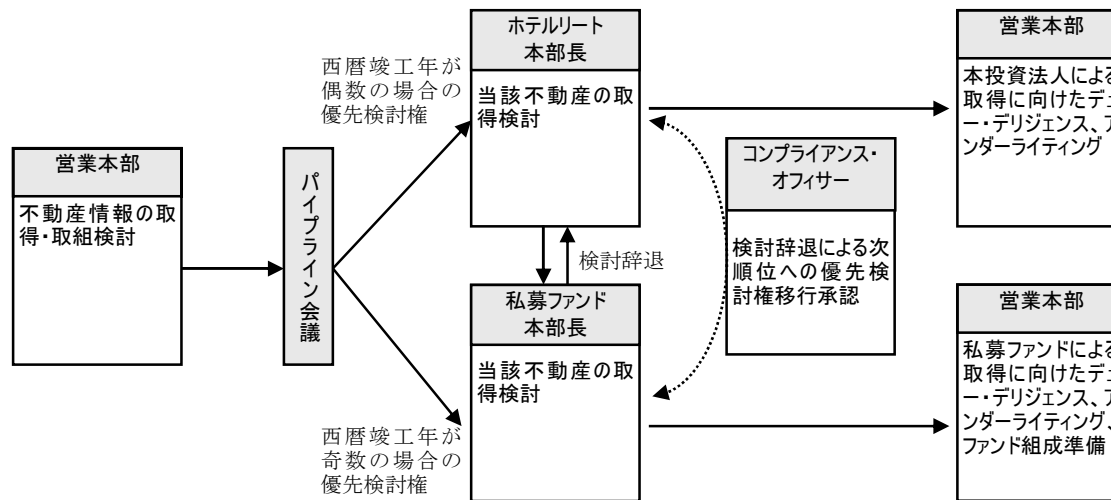 営業本部
不動産情報の取
得・取組検討
パイプライン会議
西暦竣工年が
偶数の場合の
優先検討権
西暦竣工年が
奇数の場合の
優先検討権
ホテルリート
本部長
当該不動産の取
得検討
検討辞退
私募ファンド
本部長
当該不動産の取
得検討
コンプライアンス・
オフィサー
検討辞退による次
順位への優先検
討権移行承認
営業本部
本投資法人による
取得に向けたデュ
ー・デリジェンス、ア
ンダーライティング
営業本部
私募ファンドによる
取得に向けたデュ
ー・デリジェンス、ア
ンダーライティング、
ファンド組成準備